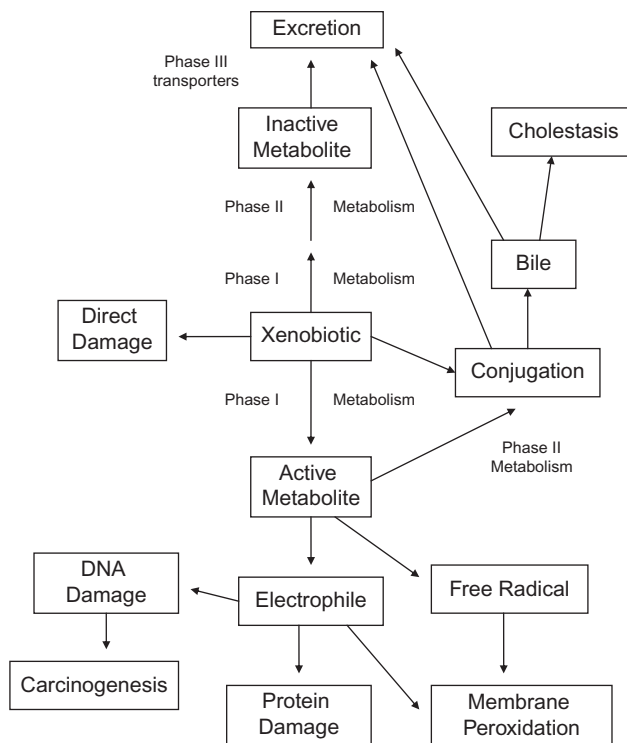 Excretion
Phase III
transporters
Inactive
Metabolite
Cholestasis
Phase II Metabolism
Bile
Phase I Metabolism
Direct
Damage
Xenobiotic
Conjugation
Phase I Metabolism
Phase II
Metabolism
Active
Metabolite
DNA
Damage
Electrophile
Free Radical
Carcinogenesis
Protein
Damage
Membrane
Peroxidation